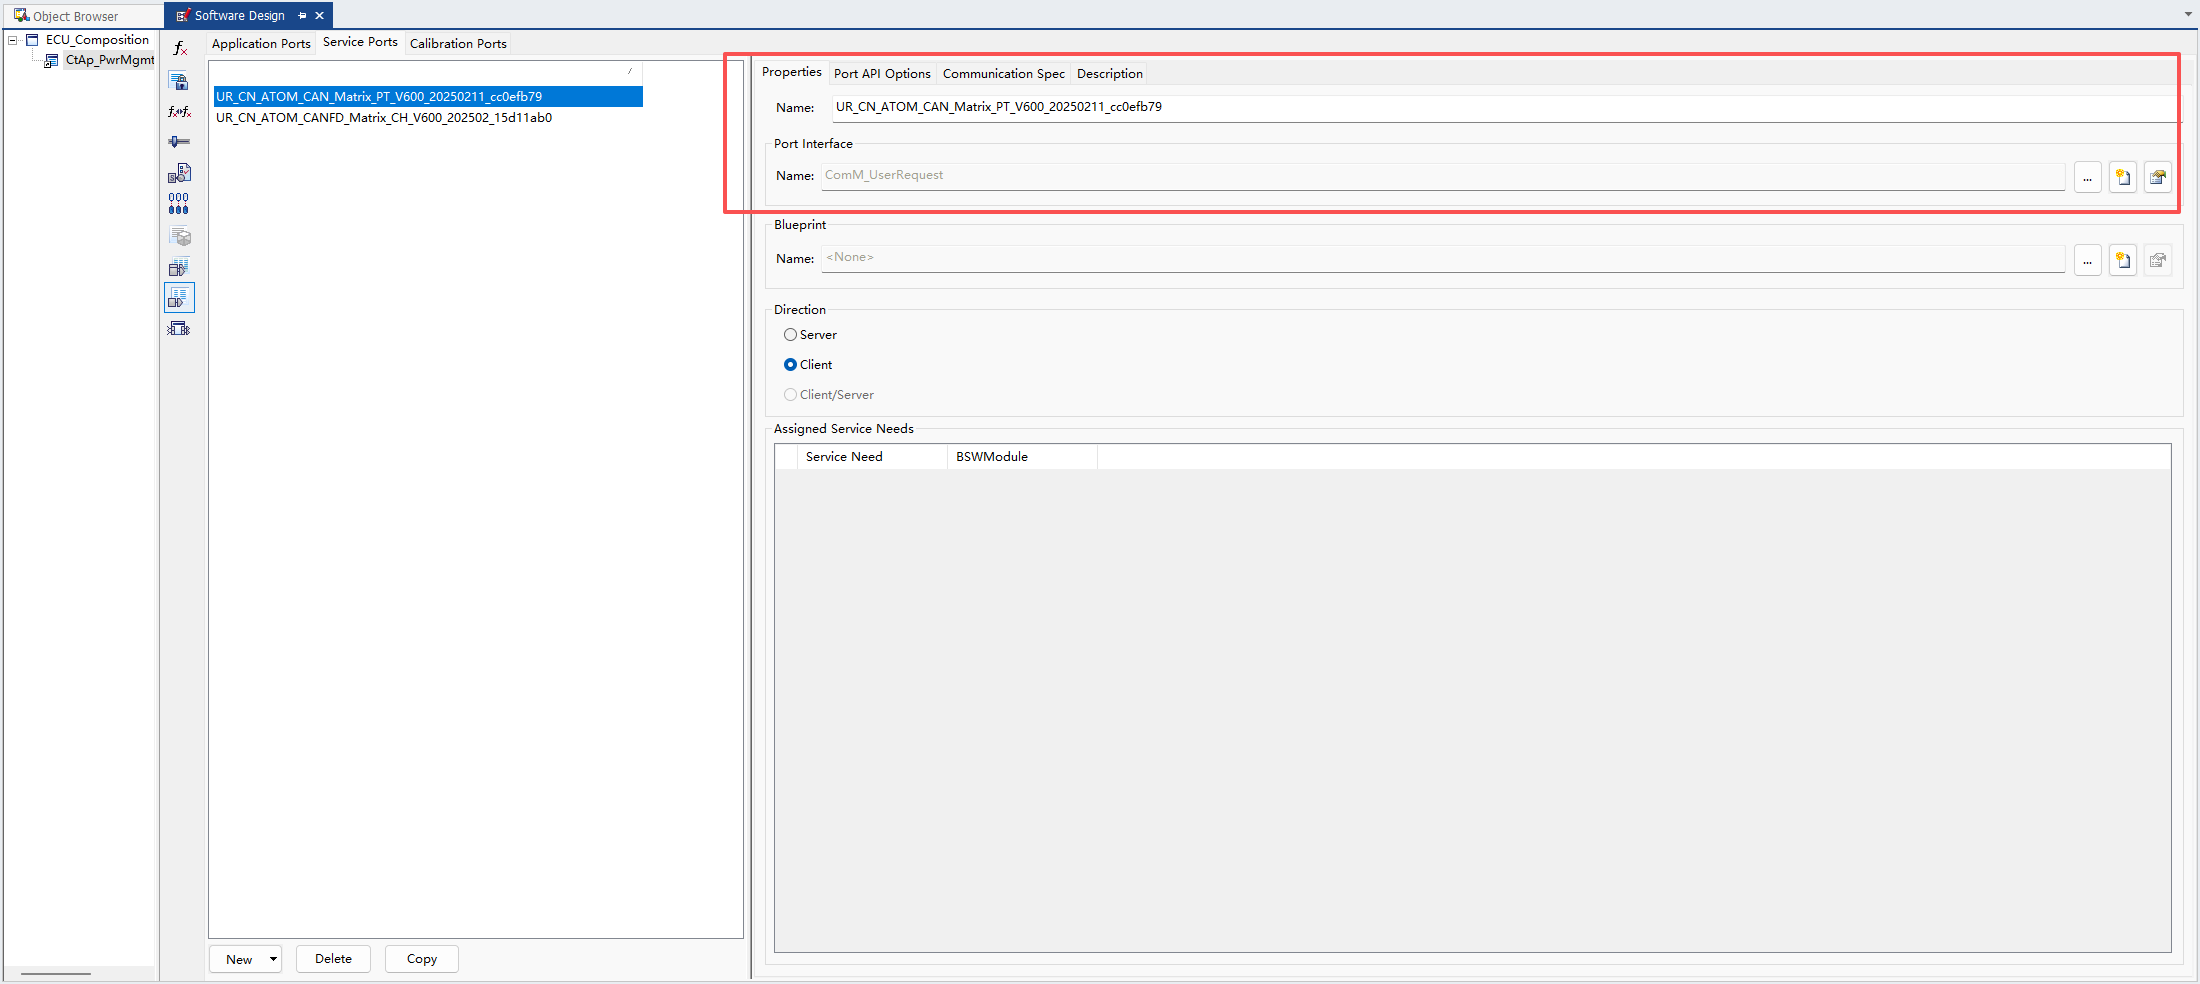 Object Browser
Software Design
ECU_Composition
CtAp_PwrMgmt
Application Ports
Service Ports
Calibration Ports
UR_CN_ATOM_CAN_Matrix_PT_V600_20250211_cc0efb79
UR_CN_ATOM_CANFD_Matrix_CH_V600_202502_15d11ab0
New
Delete
Copy
Properties
Port API Options
Communication Spec
Description
Name: UR_CN_ATOM_CAN_Matrix_PT_V600_20250211_cc0efb79
Port Interface
Name: ComM_UserRequest ...
Blueprint
Name: <None> ...
Direction
Server
Client
Client/Server
Assigned Service Needs
Service Need
BSWModule